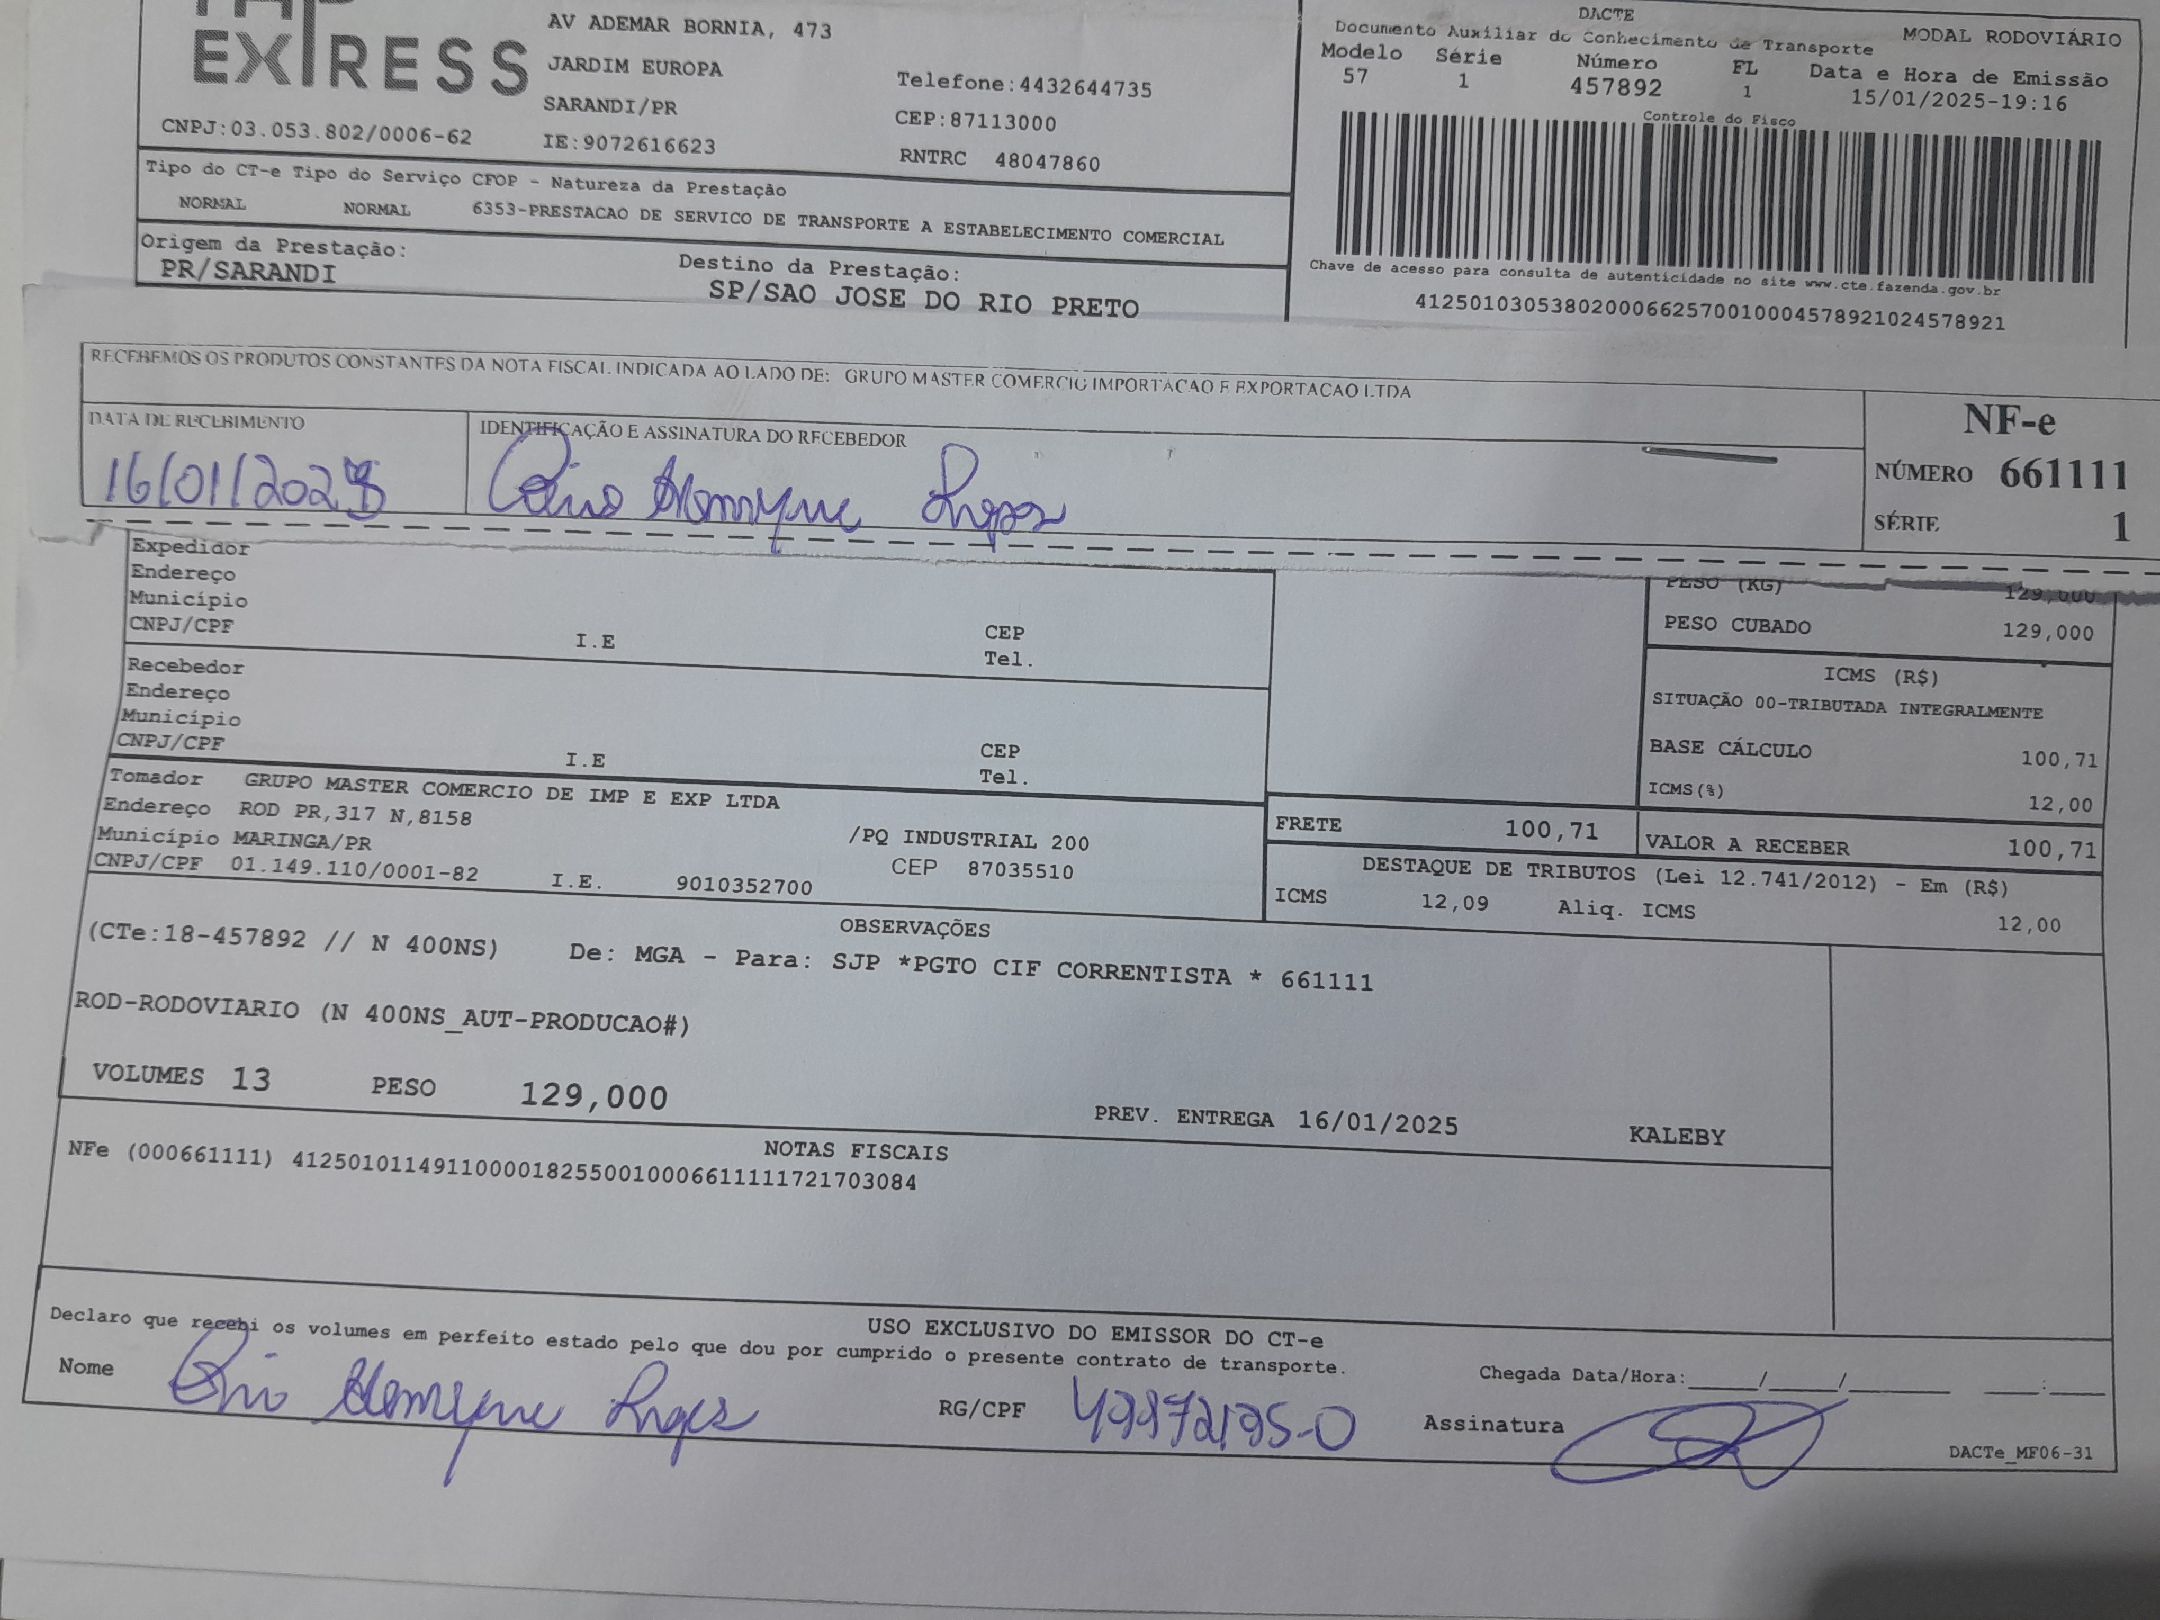 EXPRESS
AV ADEMAR BORNIA, 473
JARDIM EUROPA
SARANDI/PR
Telefone:4432644735
CEP:87113000
CNPJ:03.053.802/0006-62
IE:9072616623
RNTRC 48047860
DACTE
Documento Auxiliar do Conhecimento de Transporte
MODAL RODOVIÁRIO
Modelo Série Número FL Data e Hora de Emissão
57 1 457892 1 15/01/2025-19:16
Controle do Fisco
Chave de acesso para consulta de autenticidade no site www.cte.fazenda.gov.br
41250103053802000662570010004578921024578921
Tipo do CT-e Tipo do Serviço CFOP - Natureza da Prestação
NORMAL NORMAL 6353-PRESTACAO DE SERVICO DE TRANSPORTE A ESTABELECIMENTO COMERCIAL
Origem da Prestação: Destino da Prestação:
PR/SARANDI SP/SAO JOSE DO RIO PRETO
RECEBEMOS OS PRODUTOS CONSTANTES DA NOTA FISCAL INDICADA AO LADO DE: GRUPO MASTER COMERCIO IMPORTACAO E EXPORTACAO LTDA
DATA DE RECEBIMENTO IDENTIFICAÇÃO E ASSINATURA DO RECEBEDOR
16/01/2025 Henryque
NF-e
NÚMERO 661111
SÉRIE 1
Expedidor
Endereço
Município
CNPJ/CPF I.E CEP
Tel.
Recebedor
Endereço
Município
CNPJ/CPF I.E CEP
Tel.
PESO (KG) 129,000
PESO CUBADO 129,000
ICMS (R$)
SITUAÇÃO 00-TRIBUTADA INTEGRALMENTE
BASE CÁLCULO 100,71
ICMS(%) 12,00
Tomador GRUPO MASTER COMERCIO DE IMP E EXP LTDA
Endereço ROD PR,317 N,8158 /PQ INDUSTRIAL 200
Município MARINGA/PR CEP 87035510
CNPJ/CPF 01.149.110/0001-82 I.E. 9010352700
FRETE 100,71 VALOR A RECEBER 100,71
DESTAQUE DE TRIBUTOS (Lei 12.741/2012) - Em (R$)
ICMS 12,09 Aliq. ICMS 12,00
OBSERVAÇÕES
(CTe:18-457892 // N 400NS) De: MGA - Para: SJP *PGTO CIF CORRENTISTA * 661111
ROD-RODOVIARIO (N 400NS_AUT-PRODUCAO#)
VOLUMES 13 PESO 129,000 PREV. ENTREGA 16/01/2025 KALEBY
NOTAS FISCAIS
NFe (000661111) 41250101149110000182550010006611111721703084
USO EXCLUSIVO DO EMISSOR DO CT-e
Declaro que recebi os volumes em perfeito estado pelo que dou por cumprido o presente contrato de transporte.
Chegada Data/Hora:____/____/______ ___:___
Nome Henryque RG/CPF Assinatura
DACTe_MF06-31